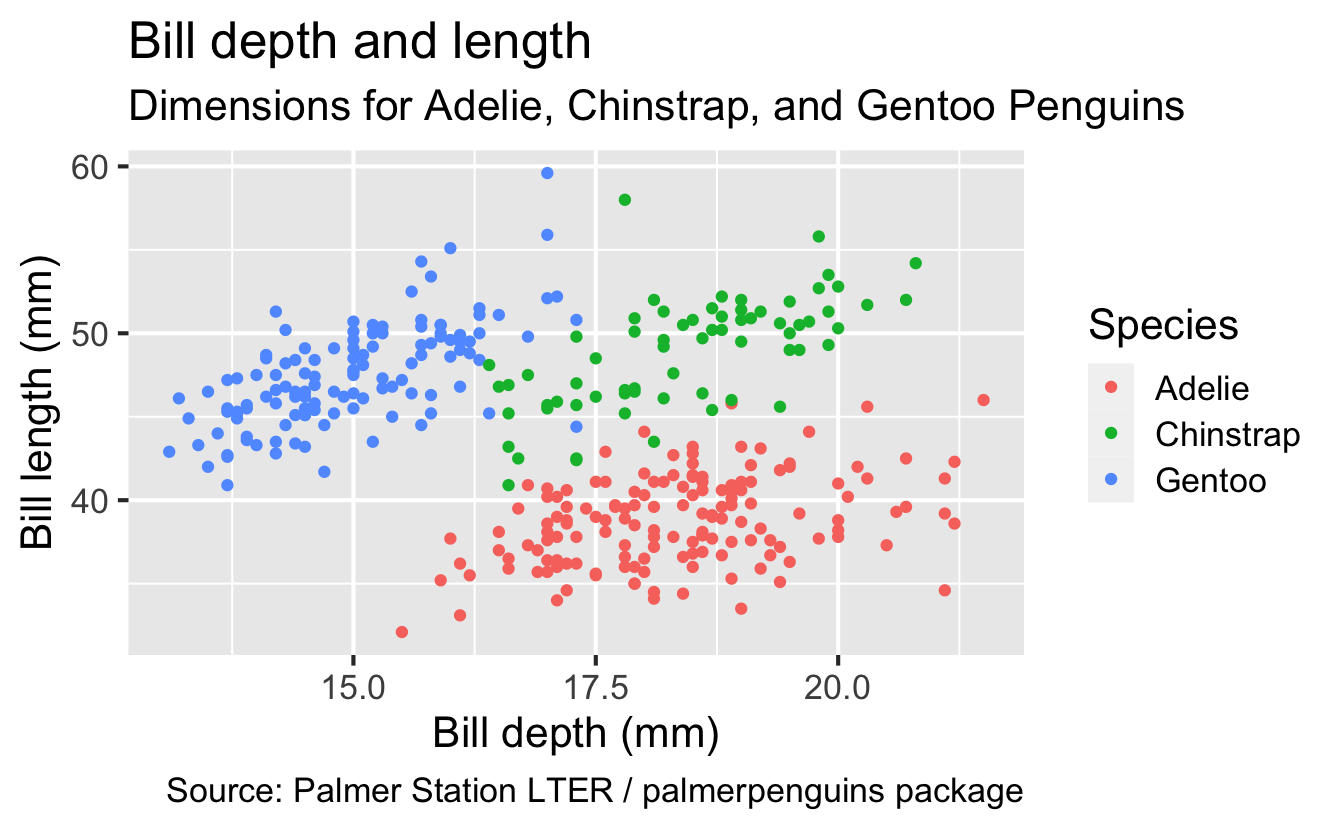 Bill depth and length
Dimensions for Adelie, Chinstrap, and Gentoo Penguins
60
50
40
Bill length (mm)
15.0 17.5 20.0
Bill depth (mm)
Species
Adelie
Chinstrap
Gentoo
Source: Palmer Station LTER / palmerpenguins package